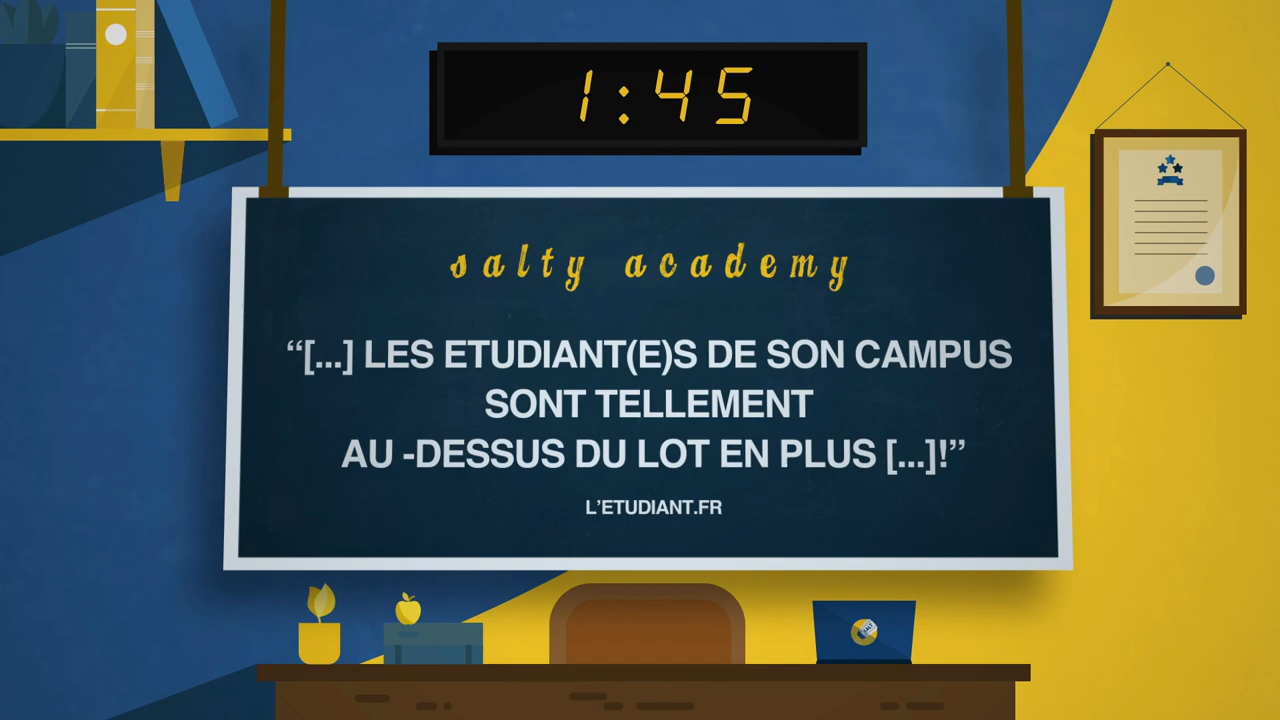 1:45
salty academy
“[...] LES ETUDIANT(E)S DE SON CAMPUS
SONT TELLEMENT
AU -DESSUS DU LOT EN PLUS [...]!”
L’ETUDIANT.FR